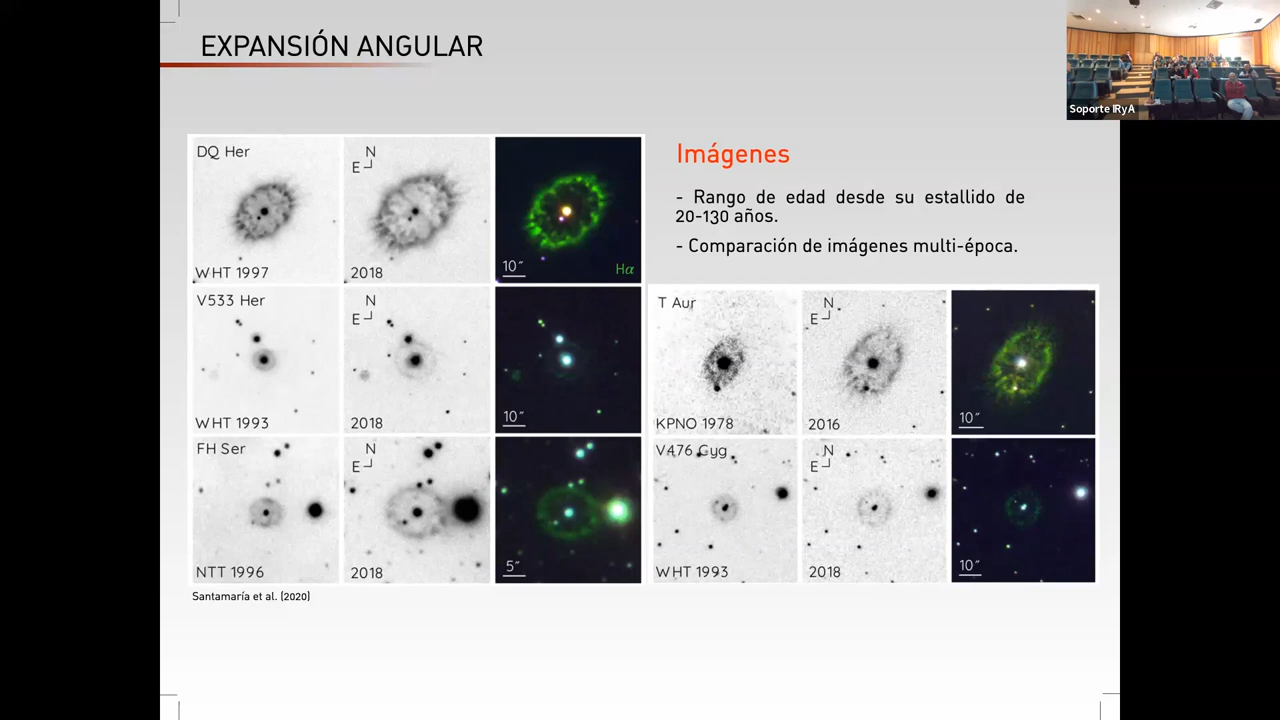 EXPANSIÓN ANGULAR
Soporte IRyA
DQ Her
N
E
WHT 1997
2018
10″
Hα
V533 Her
N
E
WHT 1993
2018
10″
FH Ser
N
E
NTT 1996
2018
5″
Santamaría et al. (2020)
Imágenes
- Rango de edad desde su estallido de
20-130 años.
- Comparación de imágenes multi-época.
T Aur
N
E
KPNO 1978
2016
10″
V476 Cyg
N
E
WHT 1993
2018
10″